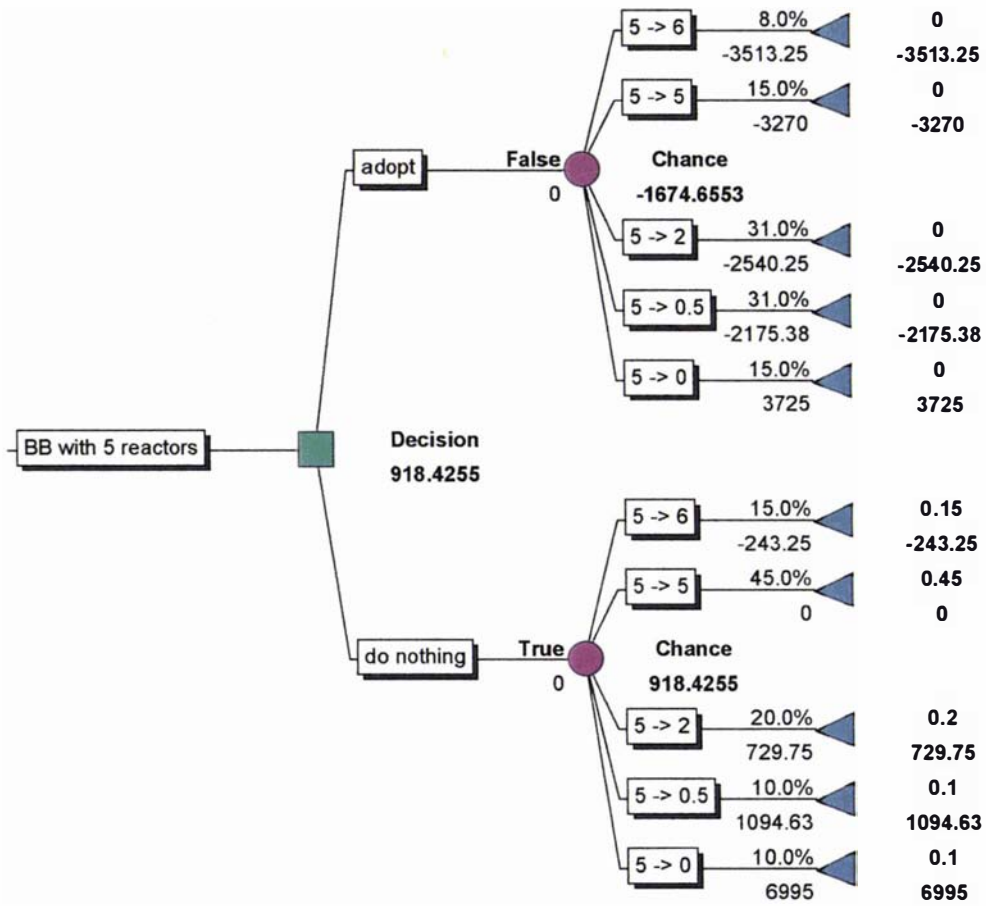 5 -> 6 8.0% 0
-3513.25 -3513.25
5 -> 5 15.0% 0
-3270 -3270
adopt False Chance
0 -1674.6553
5 -> 2 31.0% 0
-2540.25 -2540.25
5 -> 0.5 31.0% 0
-2175.38 -2175.38
5 -> 0 15.0% 0
3725 3725
BB with 5 reactors Decision
918.4255
5 -> 6 15.0% 0.15
-243.25 -243.25
5 -> 5 45.0% 0.45
0 0
do nothing True Chance
0 918.4255
5 -> 2 20.0% 0.2
729.75 729.75
5 -> 0.5 10.0% 0.1
1094.63 1094.63
5 -> 0 10.0% 0.1
6995 6995